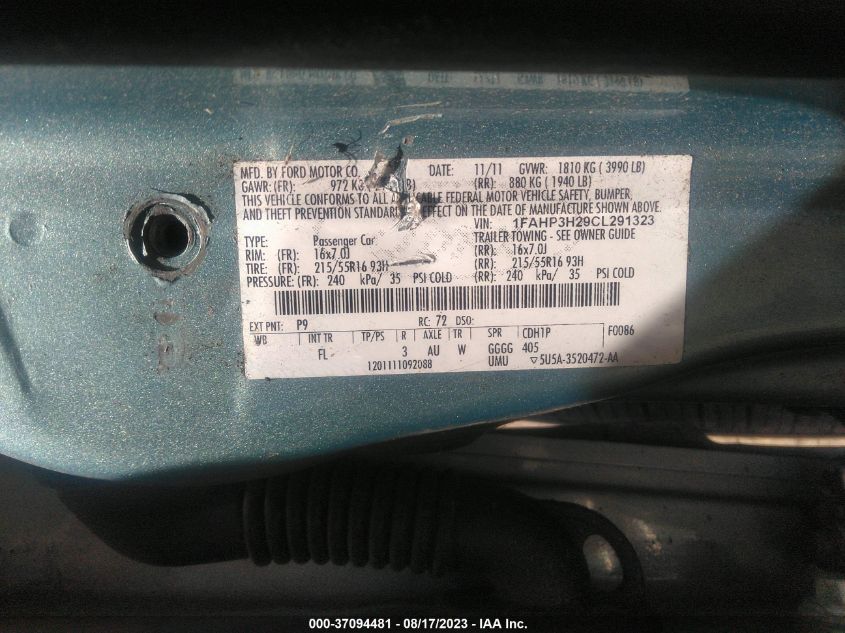 MFD. BY FORD MOTOR CO. DATE: 11/11 GVWR: 1810 KG ( 3990 LB)
GAWR: (FR): 972 K LB) (RR): 880 KG ( 1940 LB)
THIS VEHICLE CONFORMS TO ALL APPLICABLE FEDERAL MOTOR VEHICLE SAFETY, BUMPER,
AND THEFT PREVENTION STANDARDS IN EFFECT ON THE DATE OF MANUFACTURE SHOWN ABOVE.
VIN: 1FAHP3H29CL291323
TYPE: Passenger Car TRAILER TOWING - SEE OWNER GUIDE
RIM: (FR): 16x7.0J (RR): 16x7.0J
TIRE: (FR): 215/55R16 93H (RR): 215/55R16 93H
PRESSURE: (FR): 240 kPa/ 35 PSI COLD (RR): 240 kPa/ 35 PSI COLD
EXT PNT: P9 RC: 72 DSO: F0086
WB INT TR TP/PS R AXLE TR SPR CDH1P
FL 3 AU W GGGG 405
1201111092088 UMU ▽5U5A-3520472-AA
000-37094481 - 08/17/2023 - IAA Inc.